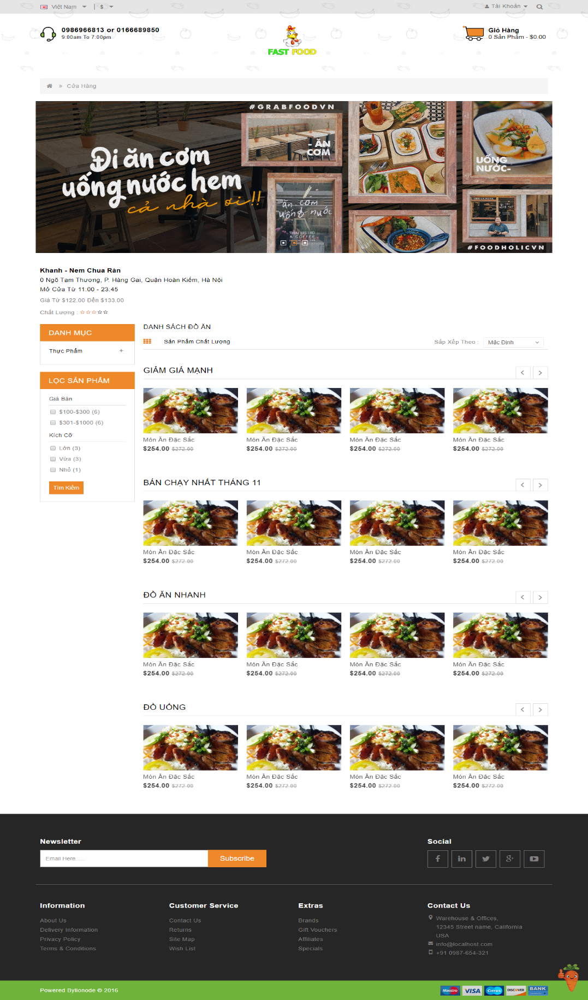 Việt Nam | $
Tài Khoản
0986966813 or 0166689850
9:00am To 7:00pm
FAST FOOD
Giỏ Hàng
0 Sản Phẩm - $0.00
» Cửa Hàng
#GRABFOODVN
Đi ăn cơm
uống nước hem
cả nhà ơi!!
- ĂN
CƠM
UỐNG
NƯỚC-
ăn cơm
uống nước
THAI BISTRO
& COFFEE
#FOODHOLICVN
Khanh - Nem Chua Rán
0 Ngõ Tạm Thương, P. Hàng Gai, Quận Hoàn Kiếm, Hà Nội
Mở Cửa Từ 11:00 - 23:45
Giá Từ $122.00 Đến $133.00
Chất Lượng :
DANH MỤC
Thực Phẩm +
LỌC SẢN PHẨM
Giá Bán
$100-$300 (6)
$301-$1000 (6)
Kích Cỡ
Lớn (3)
Vừa (3)
Nhỏ (1)
Tìm Kiếm
DANH SÁCH ĐỒ ĂN
Sản Phẩm Chất Lượng
Sắp Xếp Theo : Mặc Định
GIẢM GIÁ MẠNH
Món Ăn Đặc Sắc Món Ăn Đặc Sắc Món Ăn Đặc Sắc Món Ăn Đặc Sắc
$254.00 $272.00 $254.00 $272.00 $254.00 $272.00 $254.00 $272.00
BÁN CHẠY NHẤT THÁNG 11
Món Ăn Đặc Sắc Món Ăn Đặc Sắc Món Ăn Đặc Sắc Món Ăn Đặc Sắc
$254.00 $272.00 $254.00 $272.00 $254.00 $272.00 $254.00 $272.00
ĐỒ ĂN NHANH
Món Ăn Đặc Sắc Món Ăn Đặc Sắc Món Ăn Đặc Sắc Món Ăn Đặc Sắc
$254.00 $272.00 $254.00 $272.00 $254.00 $272.00 $254.00 $272.00
ĐỒ UỐNG
Món Ăn Đặc Sắc Món Ăn Đặc Sắc Món Ăn Đặc Sắc Món Ăn Đặc Sắc
$254.00 $272.00 $254.00 $272.00 $254.00 $272.00 $254.00 $272.00
Newsletter
Email Here......
Subscribe
Social
Information
About Us
Delivery Information
Privacy Policy
Terms & Conditions
Customer Service
Contact Us
Returns
Site Map
Wish List
Extras
Brands
Gift Vouchers
Affiliates
Specials
Contact Us
Warehouse & Offices,
12345 Street name, California
USA
info@localhost.com
+91 0987-654-321
Powered Bylionode © 2016
Maestro VISA Cirrus DISCOVER BANK